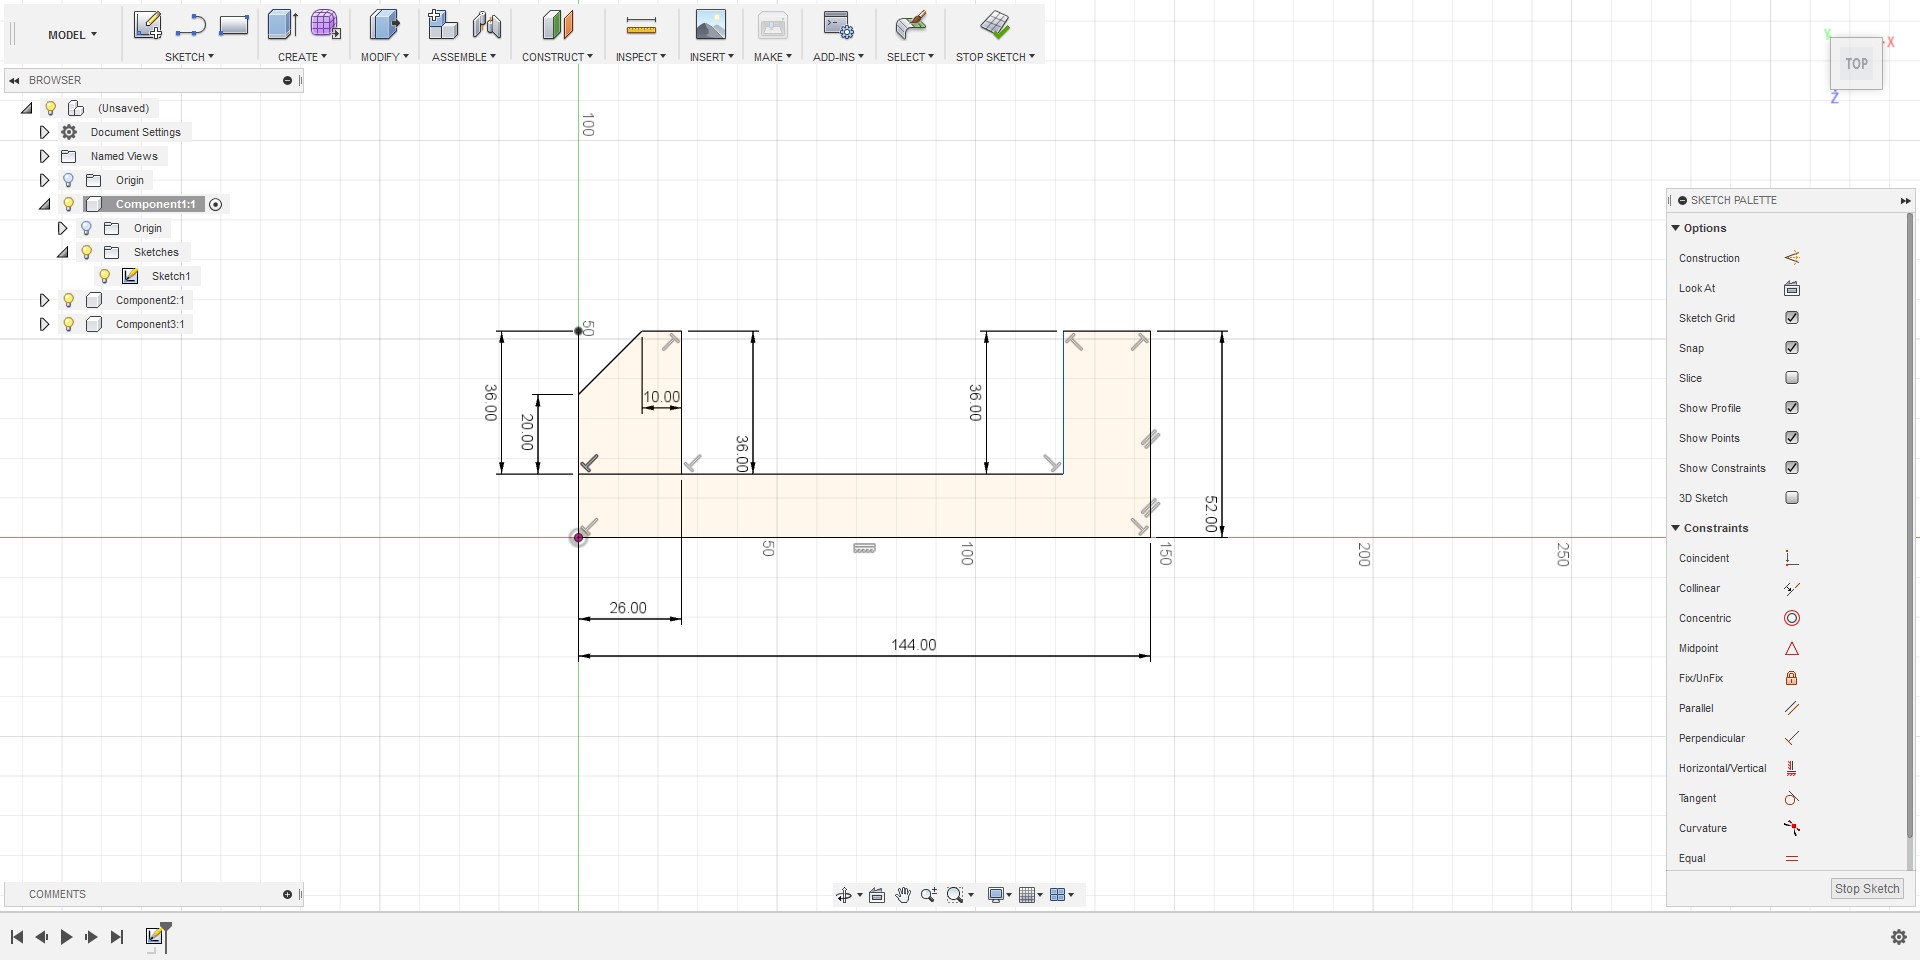 MODEL
SKETCH
CREATE
MODIFY
ASSEMBLE
CONSTRUCT
INSPECT
INSERT
MAKE
ADD-INS
SELECT
STOP SKETCH
BROWSER
(Unsaved)
Document Settings
Named Views
Origin
Component1:1
Origin
Sketches
Sketch1
Component2:1
Component3:1
Y
X
TOP
Z
100
50
36.00
20.00
10.00
36.00
36.00
52.00
50
100
150
200
250
26.00
144.00
SKETCH PALETTE
Options
Construction
Look At
Sketch Grid
Snap
Slice
Show Profile
Show Points
Show Constraints
3D Sketch
Constraints
Coincident
Collinear
Concentric
Midpoint
Fix/UnFix
Parallel
Perpendicular
Horizontal/Vertical
Tangent
Curvature
Equal
Stop Sketch
COMMENTS